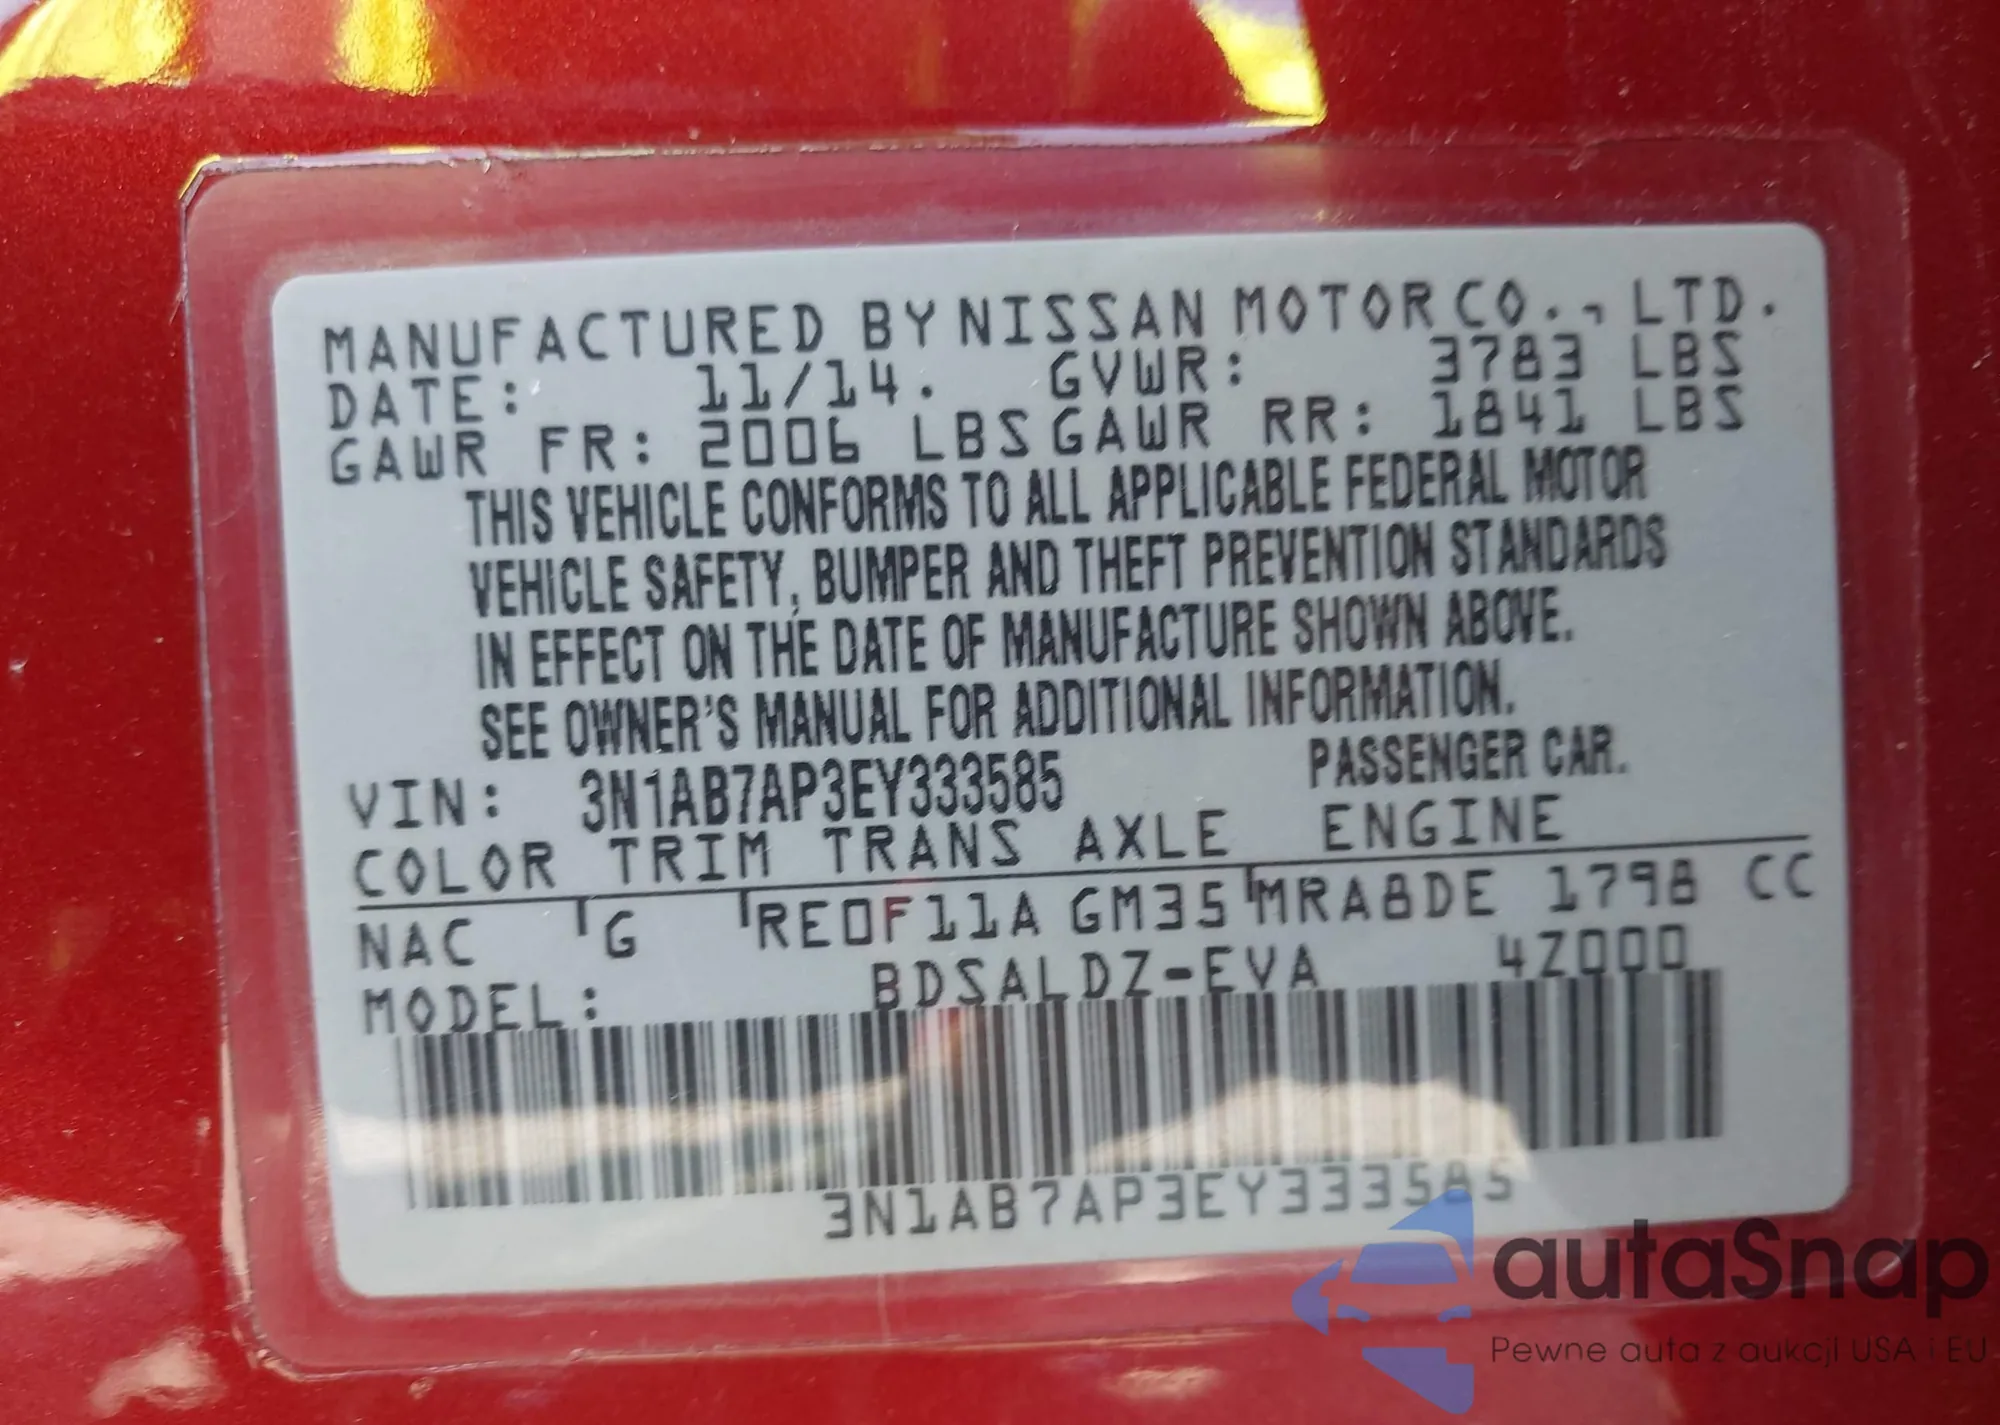 MANUFACTURED BY NISSAN MOTOR CO., LTD.
DATE: 11/14. GVWR: 3783 LBS
GAWR FR: 2006 LBS GAWR RR: 1841 LBS
THIS VEHICLE CONFORMS TO ALL APPLICABLE FEDERAL MOTOR
VEHICLE SAFETY, BUMPER AND THEFT PREVENTION STANDARDS
IN EFFECT ON THE DATE OF MANUFACTURE SHOWN ABOVE.
SEE OWNER'S MANUAL FOR ADDITIONAL INFORMATION.
VIN: 3N1AB7AP3EY333585 PASSENGER CAR.
COLOR TRIM TRANS AXLE ENGINE
NAC G RE0F11A GM35 MRA8DE 1798 CC
MODEL: BDSALDZ-EVA 4Z000
3N1AB7AP3EY333585
autaSnap
Pewne auta z aukcji USA i EU